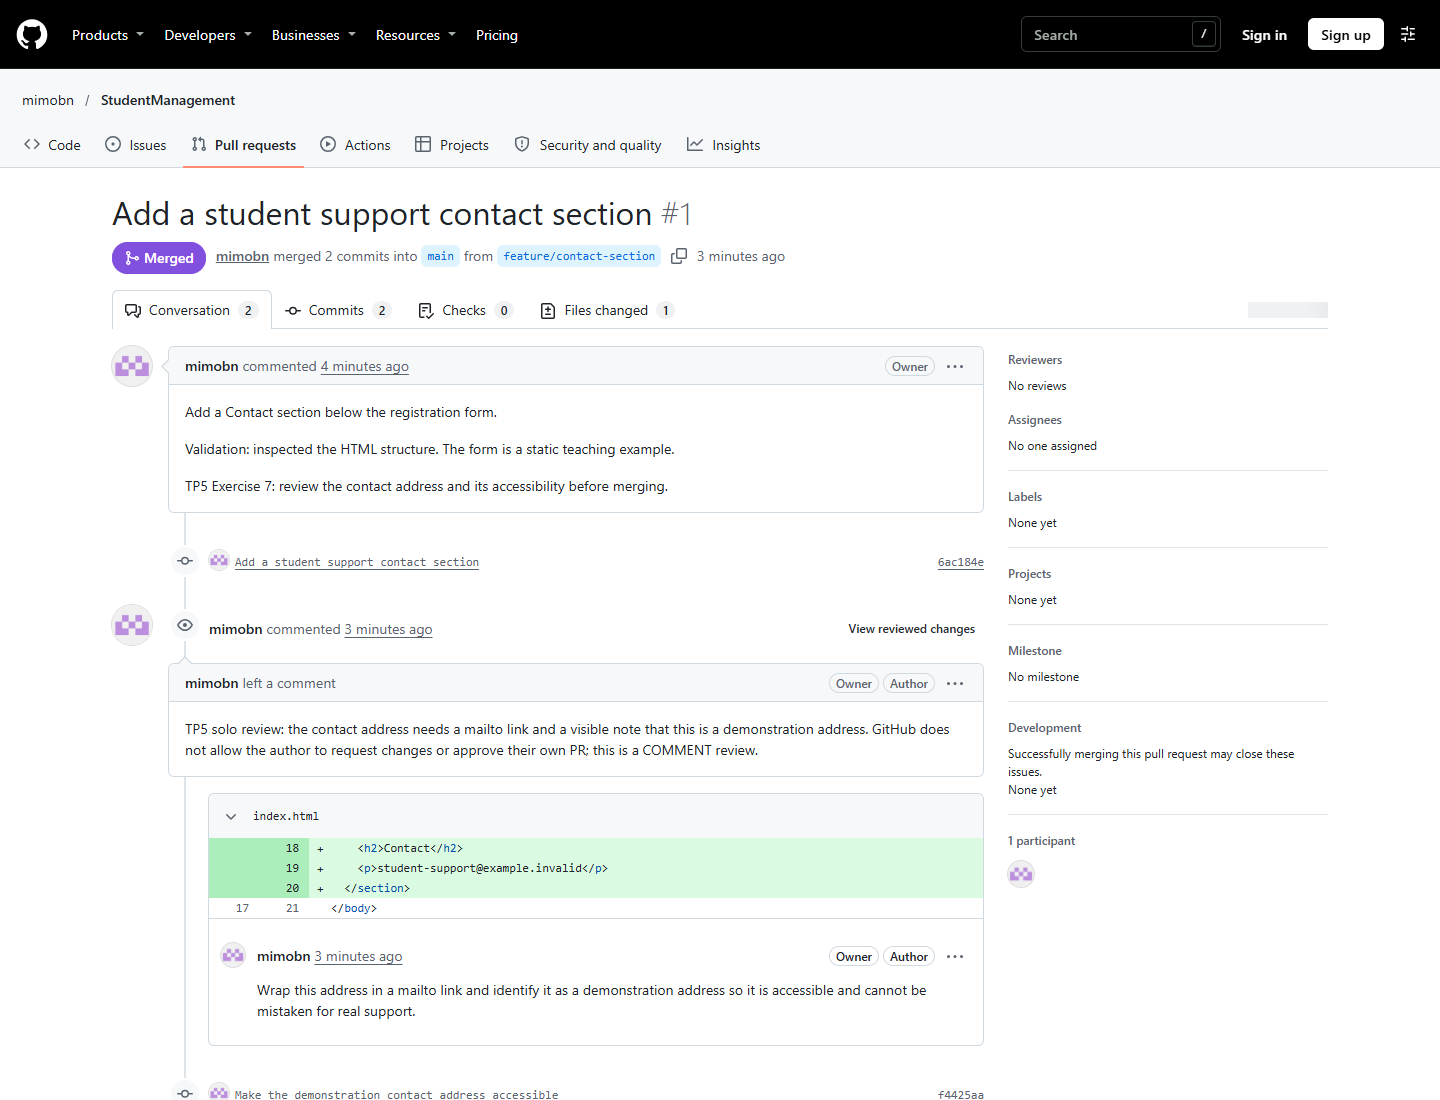 Products Developers Businesses Resources Pricing Search / Sign in Sign up
mimobn / StudentManagement
Code Issues Pull requests Actions Projects Security and quality Insights
Add a student support contact section #1
Merged mimobn merged 2 commits into main from feature/contact-section 3 minutes ago
Conversation 2 Commits 2 Checks 0 Files changed 1
mimobn commented 4 minutes ago Owner
Add a Contact section below the registration form.
Validation: inspected the HTML structure. The form is a static teaching example.
TP5 Exercise 7: review the contact address and its accessibility before merging.
Add a student support contact section 6ac184e
mimobn commented 3 minutes ago View reviewed changes
mimobn left a comment Owner Author
TP5 solo review: the contact address needs a mailto link and a visible note that this is a demonstration address. GitHub does
not allow the author to request changes or approve their own PR; this is a COMMENT review.
index.html
18 + <h2>Contact</h2>
19 + <p>student-support@example.invalid</p>
20 + </section>
17 21 </body>
mimobn 3 minutes ago Owner Author
Wrap this address in a mailto link and identify it as a demonstration address so it is accessible and cannot be
mistaken for real support.
Make the demonstration contact address accessible f4425aa
Reviewers
No reviews
Assignees
No one assigned
Labels
None yet
Projects
None yet
Milestone
No milestone
Development
Successfully merging this pull request may close these
issues.
None yet
1 participant